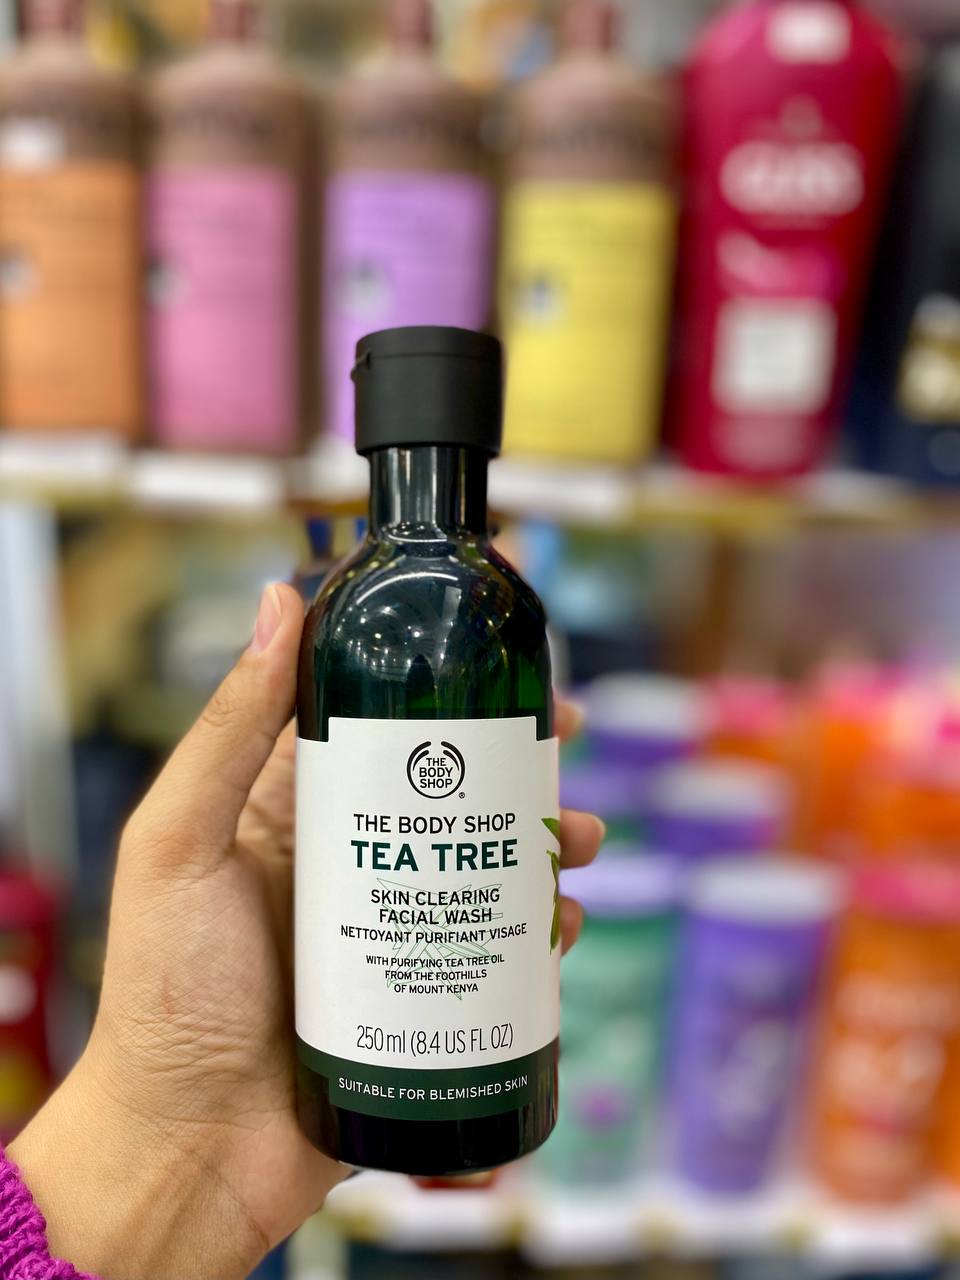 THE
BODY
SHOP
®
THE BODY SHOP
TEA TREE
SKIN CLEARING
FACIAL WASH
NETTOYANT PURIFIANT VISAGE
WITH PURIFYING TEA TREE OIL
FROM THE FOOTHILLS
OF MOUNT KENYA
250 ml (8.4 US FL OZ)
SUITABLE FOR BLEMISHED SKIN